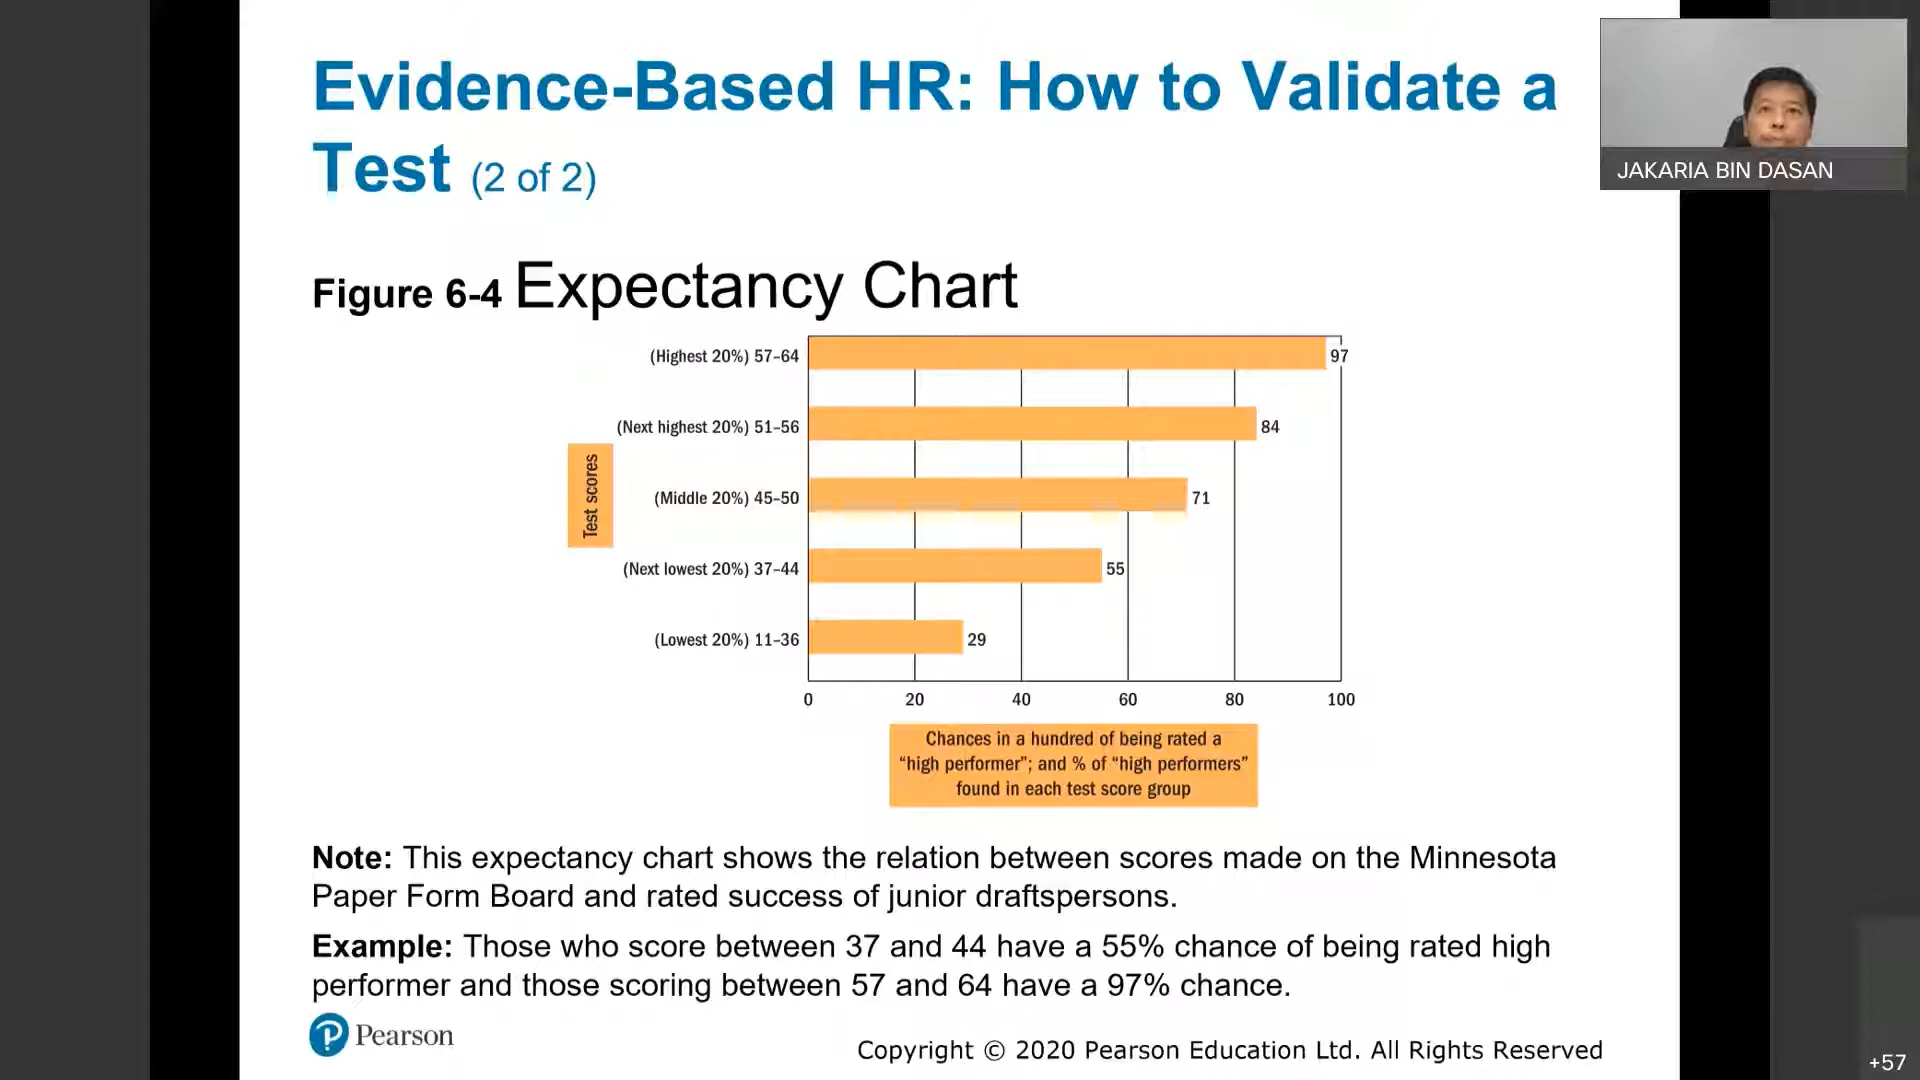 Evidence-Based HR: How to Validate a
Test (2 of 2)
JAKARIA BIN DASAN
Figure 6-4 Expectancy Chart
Test scores
(Highest 20%) 57–64
97
(Next highest 20%) 51–56
84
(Middle 20%) 45–50
71
(Next lowest 20%) 37–44
55
(Lowest 20%) 11–36
29
0 20 40 60 80 100
Chances in a hundred of being rated a
“high performer”; and % of “high performers”
found in each test score group
Note: This expectancy chart shows the relation between scores made on the Minnesota
Paper Form Board and rated success of junior draftspersons.
Example: Those who score between 37 and 44 have a 55% chance of being rated high
performer and those scoring between 57 and 64 have a 97% chance.
P Pearson
Copyright © 2020 Pearson Education Ltd. All Rights Reserved
+57